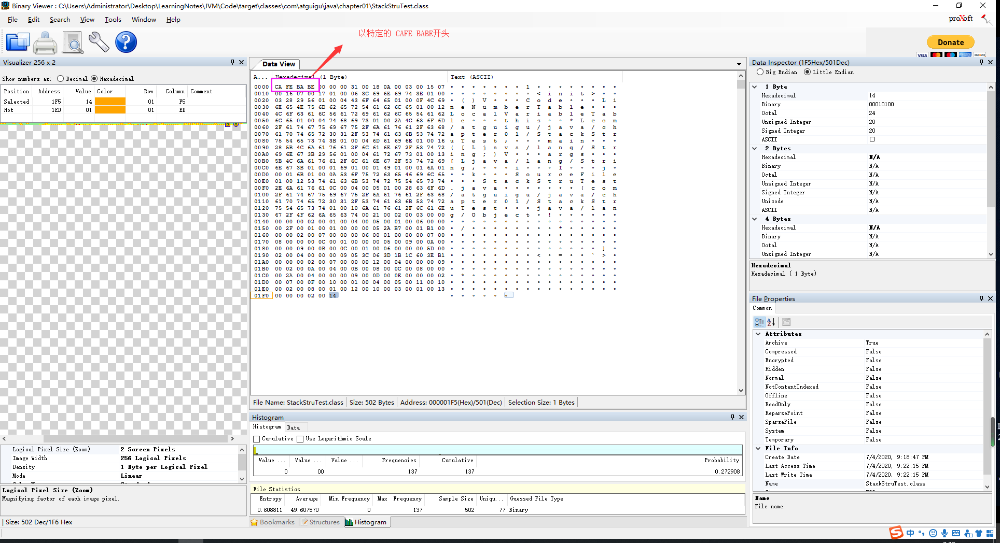 Binary Viewer : C:\Users\Administrator\Desktop\LearningNotes\JVM\Code\target\classes\com\atguigu\java\chapter01\StackStruTest.class
File Edit Search View Tools Window Help
proXoft
以特定的 CAFE BABE开头
Donate
VISA
DISCOVER
Visualizer 256 x 2
Show numbers as: Decimal Hexadecimal
Position Address Value Color Row Column Comment
Selected 1F5 14 01 F5
Hot 1ED 01 01 ED
Logical Pixel Size (Zoom) 2 Screen Pixels
Image Width 256 Logical Pixels
Density 1 Byte per Logical Pixel
Mode Linear
Logical Pixel Size (Zoom)
Magnifying factor of each image pixel.
Size: 502 Dec/1F6 Hex
Data View
A... Hexadecimal (1 Byte) Text (ASCII)
0000 CA FE BA BE 00 00 00 31 00 18 0A 00 03 00 15 07 1
0010 00 16 07 00 17 01 00 06 3C 69 6E 69 74 3E 01 00 < i n i t >
0020 03 28 29 56 01 00 04 43 6F 64 65 01 00 0F 4C 69 ( ) V C o d e L i
0030 6E 65 4E 75 6D 62 65 72 54 61 62 6C 65 01 00 12 n e N u m b e r T a b l e
0040 4C 6F 63 61 6C 56 61 72 69 61 62 6C 65 54 61 62 L o c a l V a r i a b l e T a b
0050 6C 65 01 00 04 74 68 69 73 01 00 2A 4C 63 6F 6D l e t h i s * L c o m
0060 2F 61 74 67 75 69 67 75 2F 6A 61 76 61 2F 63 68 / a t g u i g u / j a v a / c h
0070 61 70 74 65 72 30 31 2F 53 74 61 63 6B 53 74 72 a p t e r 0 1 / S t a c k S t r
0080 75 54 65 73 74 3B 01 00 04 6D 61 69 6E 01 00 16 u T e s t ; m a i n
0090 28 5B 4C 6A 61 76 61 2F 6C 61 6E 67 2F 53 74 72 ( [ L j a v a / l a n g / S t r
00A0 69 6E 67 3B 29 56 01 00 04 61 72 67 73 01 00 13 i n g ; ) V a r g s
00B0 5B 4C 6A 61 76 61 2F 6C 61 6E 67 2F 53 74 72 69 [ L j a v a / l a n g / S t r i
00C0 6E 67 3B 01 00 01 69 01 00 01 49 01 00 01 6A 01 n g ; i I j
00D0 00 01 6B 01 00 0A 53 6F 75 72 63 65 46 69 6C 65 k S o u r c e F i l e
00E0 01 00 12 53 74 61 63 6B 53 74 72 75 54 65 73 74 S t a c k S t r u T e s t
00F0 2E 6A 61 76 61 0C 00 04 00 05 01 00 28 63 6F 6D . j a v a ( c o m
0100 2F 61 74 67 75 69 67 75 2F 6A 61 76 61 2F 63 68 / a t g u i g u / j a v a / c h
0110 61 70 74 65 72 30 31 2F 53 74 61 63 6B 53 74 72 a p t e r 0 1 / S t a c k S t r
0120 75 54 65 73 74 01 00 10 6A 61 76 61 2F 6C 61 6E u T e s t j a v a / l a n
0130 67 2F 4F 62 6A 65 63 74 00 21 00 02 00 03 00 00 g / O b j e c t !
0140 00 00 00 02 00 01 00 04 00 05 00 01 00 06 00 00
0150 00 2F 00 01 00 01 00 00 00 05 2A B7 00 01 B1 00 / *
0160 00 00 02 00 07 00 00 00 06 00 01 00 00 00 07 00
0170 08 00 00 00 0C 00 01 00 00 00 05 00 09 00 0A 00
0180 00 00 09 00 0B 00 0C 00 01 00 06 00 00 00 5D 00 ]
0190 02 00 04 00 00 00 09 05 3C 06 3D 1B 1C 60 3E B1 < = ` >
01A0 00 00 00 02 00 07 00 00 00 12 00 04 00 00 00 09
01B0 00 02 00 0A 00 04 00 0B 00 08 00 0C 00 08 00 00
01C0 00 2A 00 04 00 00 00 09 00 0D 00 0E 00 00 00 02 *
01D0 00 07 00 0F 00 10 00 01 00 04 00 05 00 11 00 10
01E0 00 02 00 08 00 01 00 12 00 10 00 03 00 01 00 13
01F0 00 00 00 02 00 14
File Name: StackStruTest.class Size: 502 Bytes Address: 000001F5(Hex)/501(Dec) Selection Size: 1 Bytes
Histogram
Histogram Data
Cumulative Use Logarithmic Scale
Value ... Value ... Value ... Frequencies Cumulative Probability
0 00 137 137 0.272908
File Statistics
Entropy Average Min Frequency Max Frequency Sample Size Uniqu... Guessed File Type
0.608811 49.607570 0 137 502 77 Binary
Bookmarks Structures Histogram
Data Inspector (1F5Hex/501Dec)
Big Endian Little Endian
1 Byte
Hexadecimal 14
Binary 00010100
Octal 24
Unsigned Integer 20
Signed Integer 20
ASCII □
2 Bytes
Hexadecimal N/A
Binary N/A
Octal N/A
Unsigned Integer N/A
Signed Integer N/A
Unicode N/A
ASCII N/A
4 Bytes
Hexadecimal N/A
Binary N/A
Octal N/A
Unsigned Integer N/A
Hexadecimal
Hexadecimal ( 1 Byte)
File Properties
Common
Attributes
Archive True
Compressed False
Encrypted False
Hidden False
Normal False
NotContentIndexed False
Offline False
ReadOnly False
ReparsePoint False
SparseFile False
System False
Temporary False
File Info
Create Date 7/4/2020, 9:18:47 PM
Last Access Time 7/4/2020, 9:22:15 PM
Last Write Time 7/4/2020, 9:22:15 PM
Name StackStruTest.class
Name
File name.
中